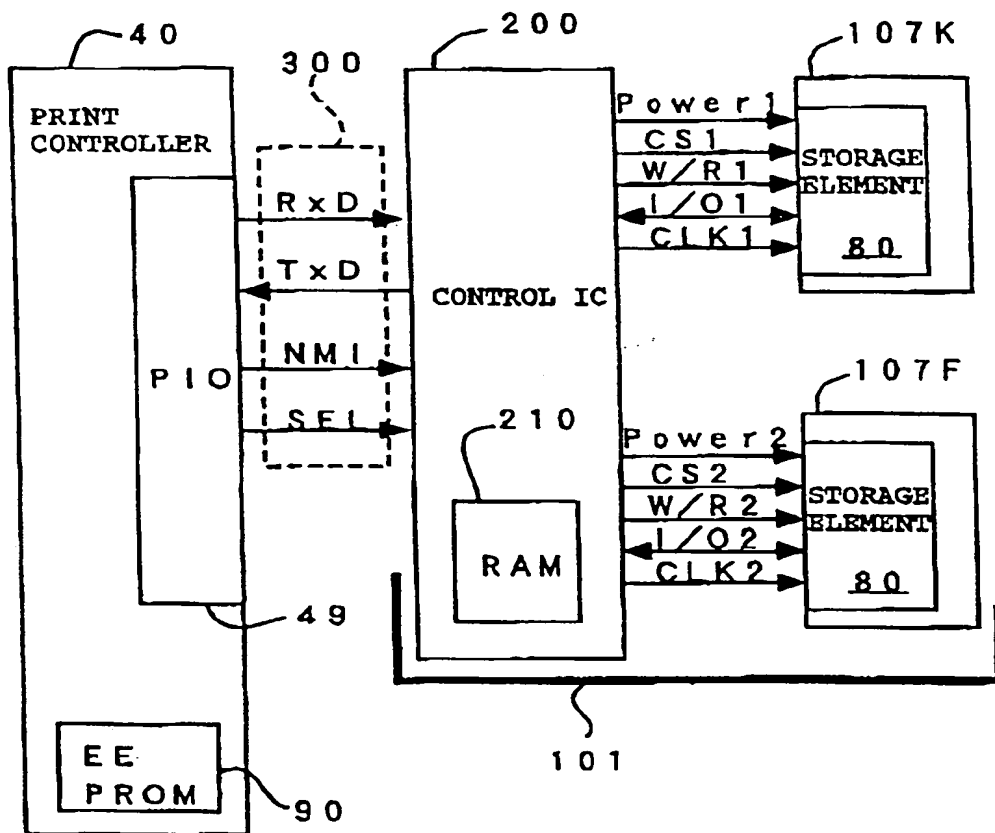 40
PRINT
CONTROLLER
PIO
49
EE
PROM
90
300
RxD
TxD
NMI
SEL
200
CONTROL IC
210
RAM
101
107K
Power1
CS1
W/R1
I/O1
CLK1
STORAGE
ELEMENT
80
107F
Power2
CS2
W/R2
I/O2
CLK2
STORAGE
ELEMENT
80